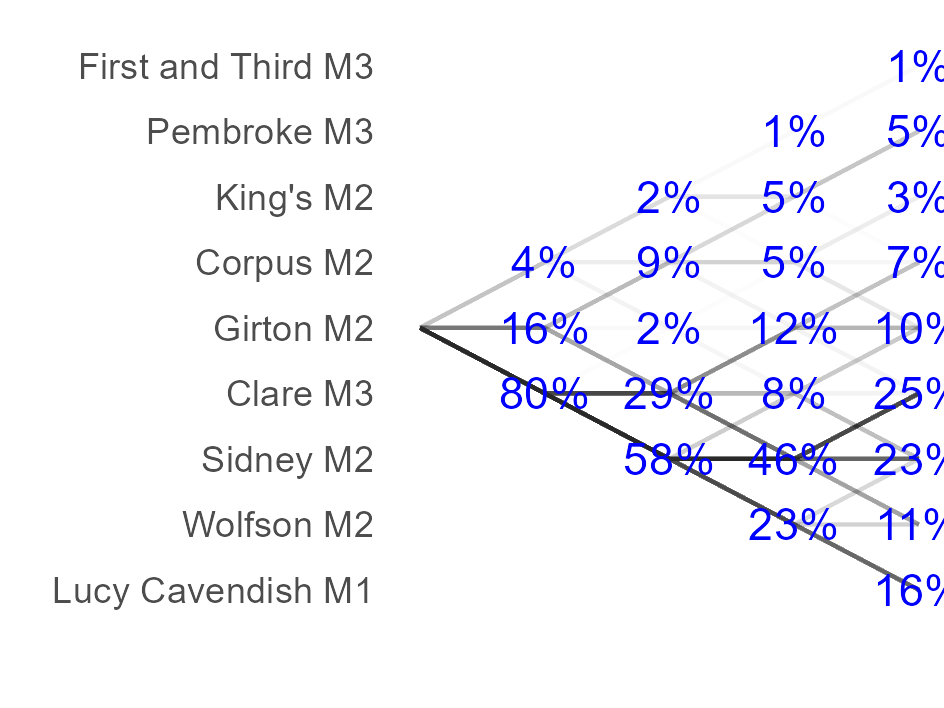 First and Third M3 1%
Pembroke M3 1% 5%
King's M2 2% 5% 3%
Corpus M2 4% 9% 5% 7%
Girton M2 16% 2% 12% 10%
Clare M3 80% 29% 8% 25%
Sidney M2 58% 46% 23%
Wolfson M2 23% 11%
Lucy Cavendish M1 16%